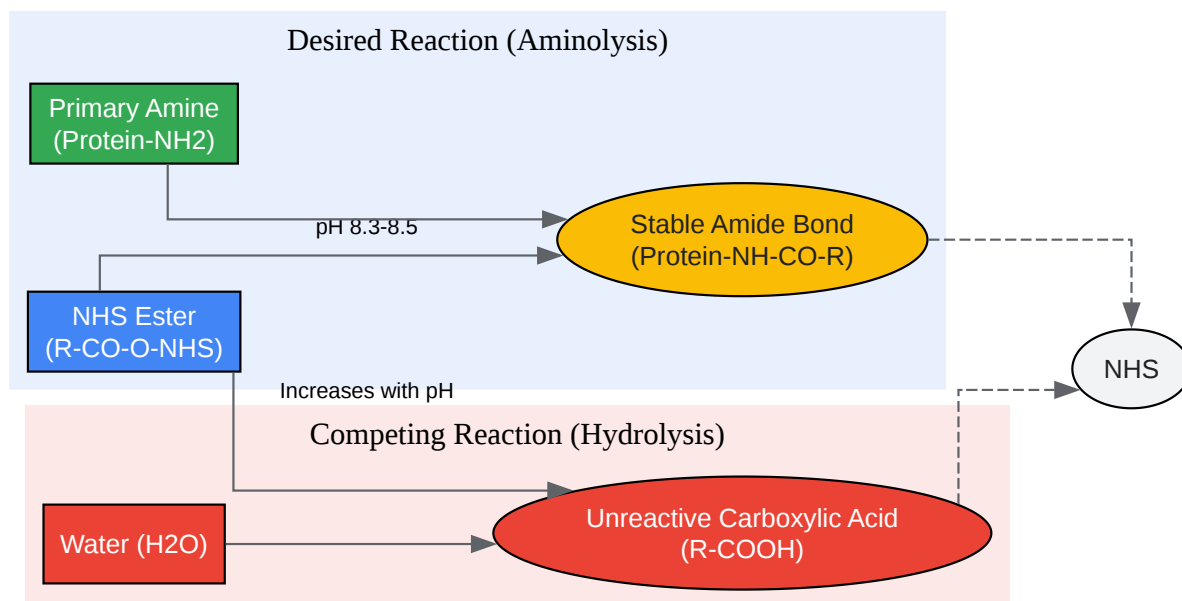 Desired Reaction (Aminolysis)
Primary Amine
(Protein-NH2)
pH 8.3-8.5
Stable Amide Bond
(Protein-NH-CO-R)
NHS Ester
(R-CO-O-NHS)
NHS
Increases with pH
Competing Reaction (Hydrolysis)
Water (H2O)
Unreactive Carboxylic Acid
(R-COOH)